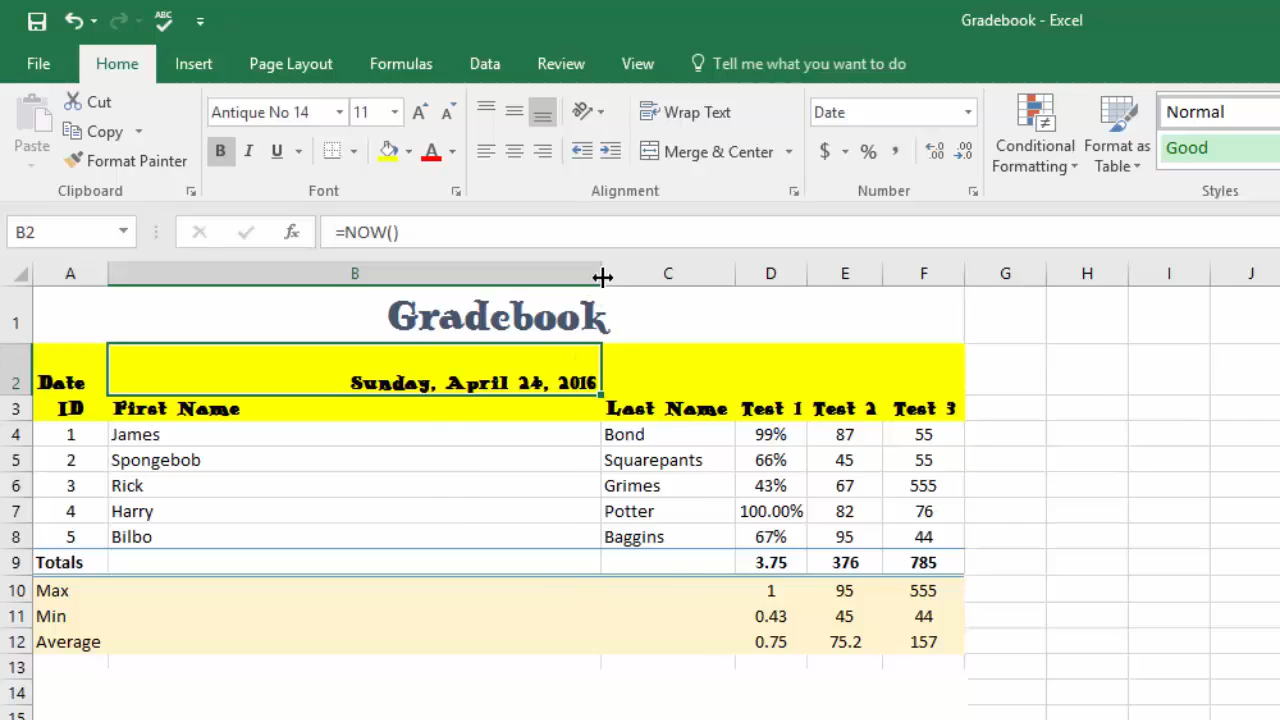 ABC
Gradebook - Excel
File Home Insert Page Layout Formulas Data Review View Tell me what you want to do
Paste
Cut
Copy
Format Painter
Clipboard
Antique No 14 11
B I U A
Font
Wrap Text
Merge & Center
Alignment
Date
$ % ,
Number
Conditional Formatting
Format as Table
Normal
Good
Styles
B2 fx =NOW()
A B C D E F G H I J
1 Gradebook
2 Date Sunday, April 24, 2016
3 ID First Name Last Name Test 1 Test 2 Test 3
4 1 James Bond 99% 87 55
5 2 Spongebob Squarepants 66% 45 55
6 3 Rick Grimes 43% 67 555
7 4 Harry Potter 100.00% 82 76
8 5 Bilbo Baggins 67% 95 44
9 Totals 3.75 376 785
10 Max 1 95 555
11 Min 0.43 45 44
12 Average 0.75 75.2 157
13
14
15